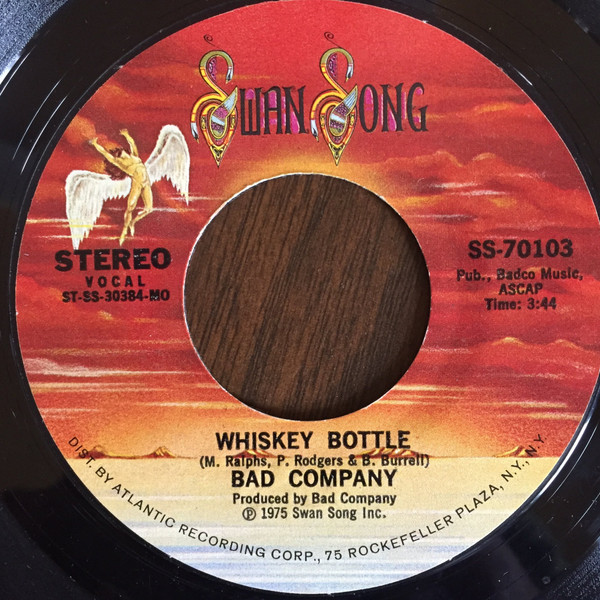 SWAN SONG
STEREO
VOCAL
ST-SS-30384-MO
SS-70103
Pub., Badco Music,
ASCAP
Time: 3:44
WHISKEY BOTTLE
(M. Ralphs, P. Rodgers & B. Burrell)
BAD COMPANY
Produced by Bad Company
℗ 1975 Swan Song Inc.
DIST. BY ATLANTIC RECORDING CORP., 75 ROCKEFELLER PLAZA, N.Y., N.Y.